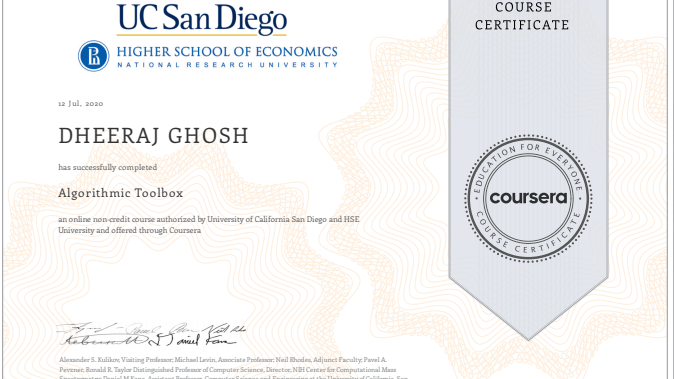 UC San Diego
HIGHER SCHOOL OF ECONOMICS
NATIONAL RESEARCH UNIVERSITY
12 Jul, 2020
DHEERAJ GHOSH
has successfully completed
Algorithmic Toolbox
an online non-credit course authorized by University of California San Diego and HSE
University and offered through Coursera
Alexander S. Kulikov, Visiting Professor; Michael Levin, Associate Professor; Neil Rhodes, Adjunct Faculty; Pavel A.
Pevzner, Ronald R. Taylor Distinguished Professor of Computer Science, Director, NIH Center for Computational Mass
COURSE
CERTIFICATE
EDUCATION FOR EVERYONE
coursera
COURSE CERTIFICATE